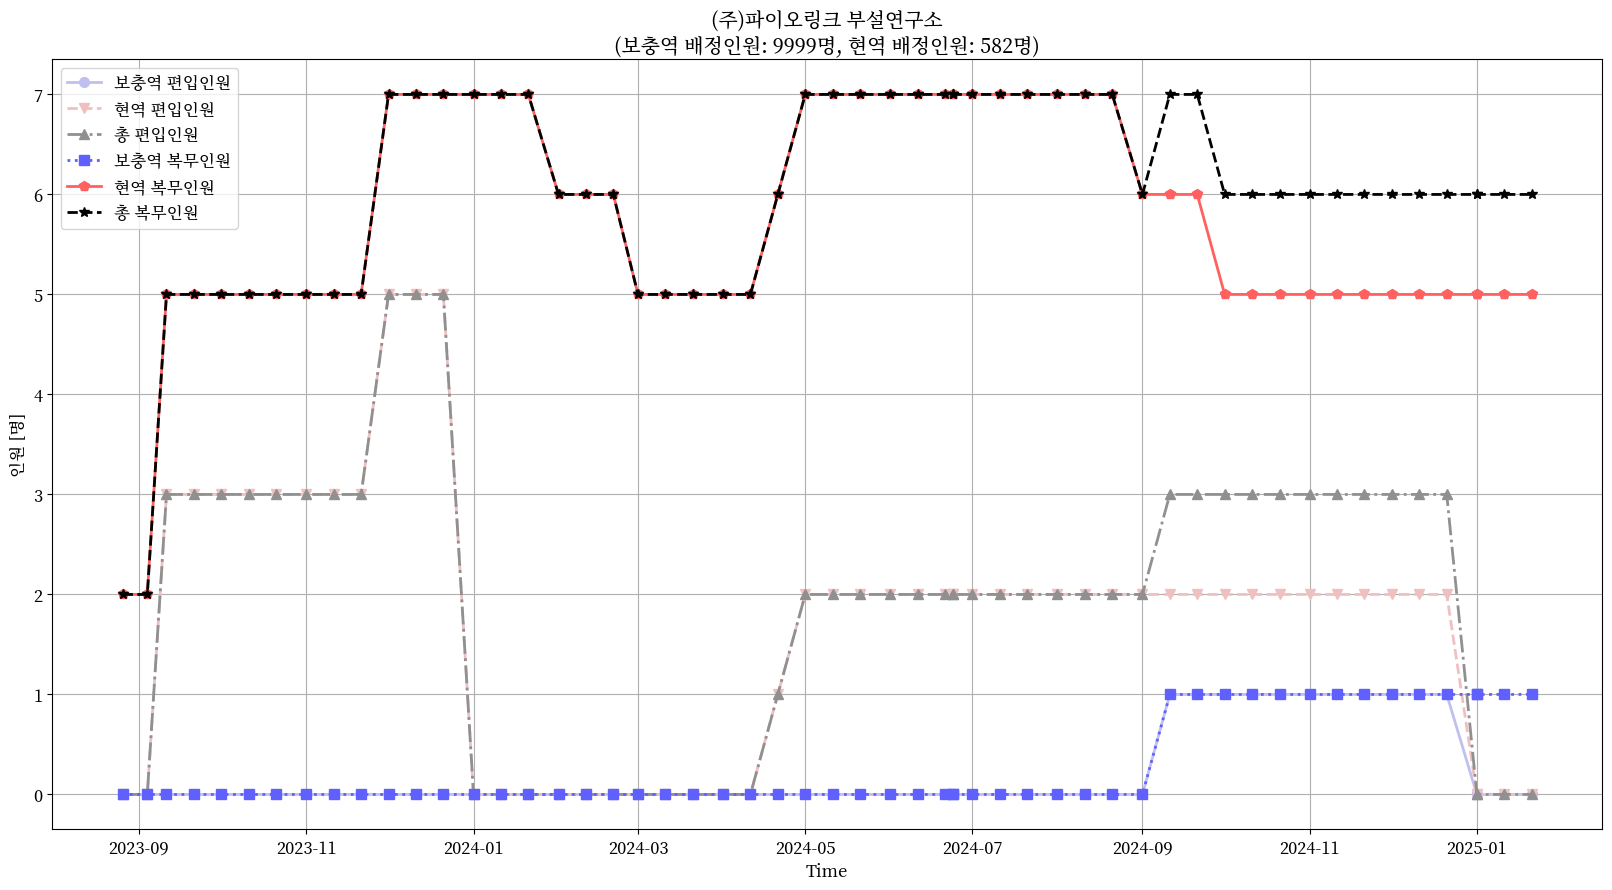 (주)파이오링크 부설연구소
(보충역 배정인원: 9999명, 현역 배정인원: 582명)
보충역 편입인원
현역 편입인원
총 편입인원
보충역 복무인원
현역 복무인원
총 복무인원
7
6
5
4
3
2
1
0
인원 [명]
2023-09
2023-11
2024-01
2024-03
2024-05
2024-07
2024-09
2024-11
2025-01
Time